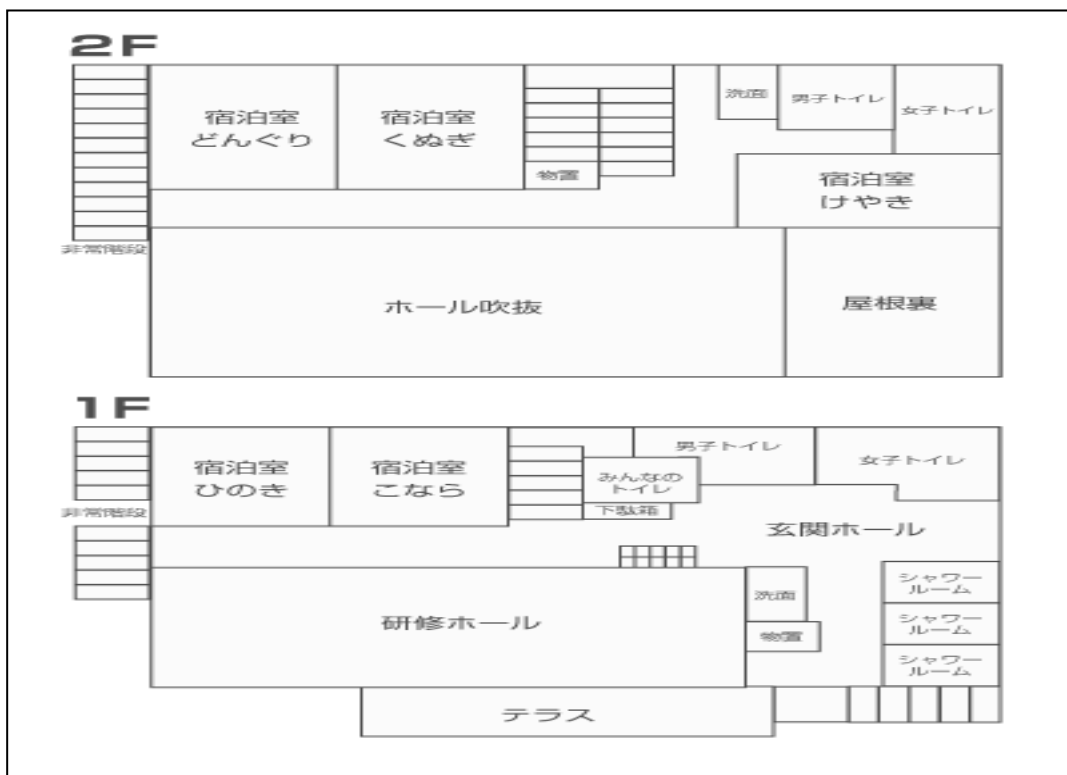 2F
宿泊室
どんぐり
宿泊室
くぬぎ
物置
洗面
男子トイレ
女子トイレ
宿泊室
けやき
非常階段
ホール吹抜
屋根裏
1F
宿泊室
ひのき
宿泊室
こなら
男子トイレ
女子トイレ
みんなの
トイレ
下駄箱
非常階段
玄関ホール
研修ホール
洗面
物置
シャワー
ルーム
シャワー
ルーム
シャワー
ルーム
テラス